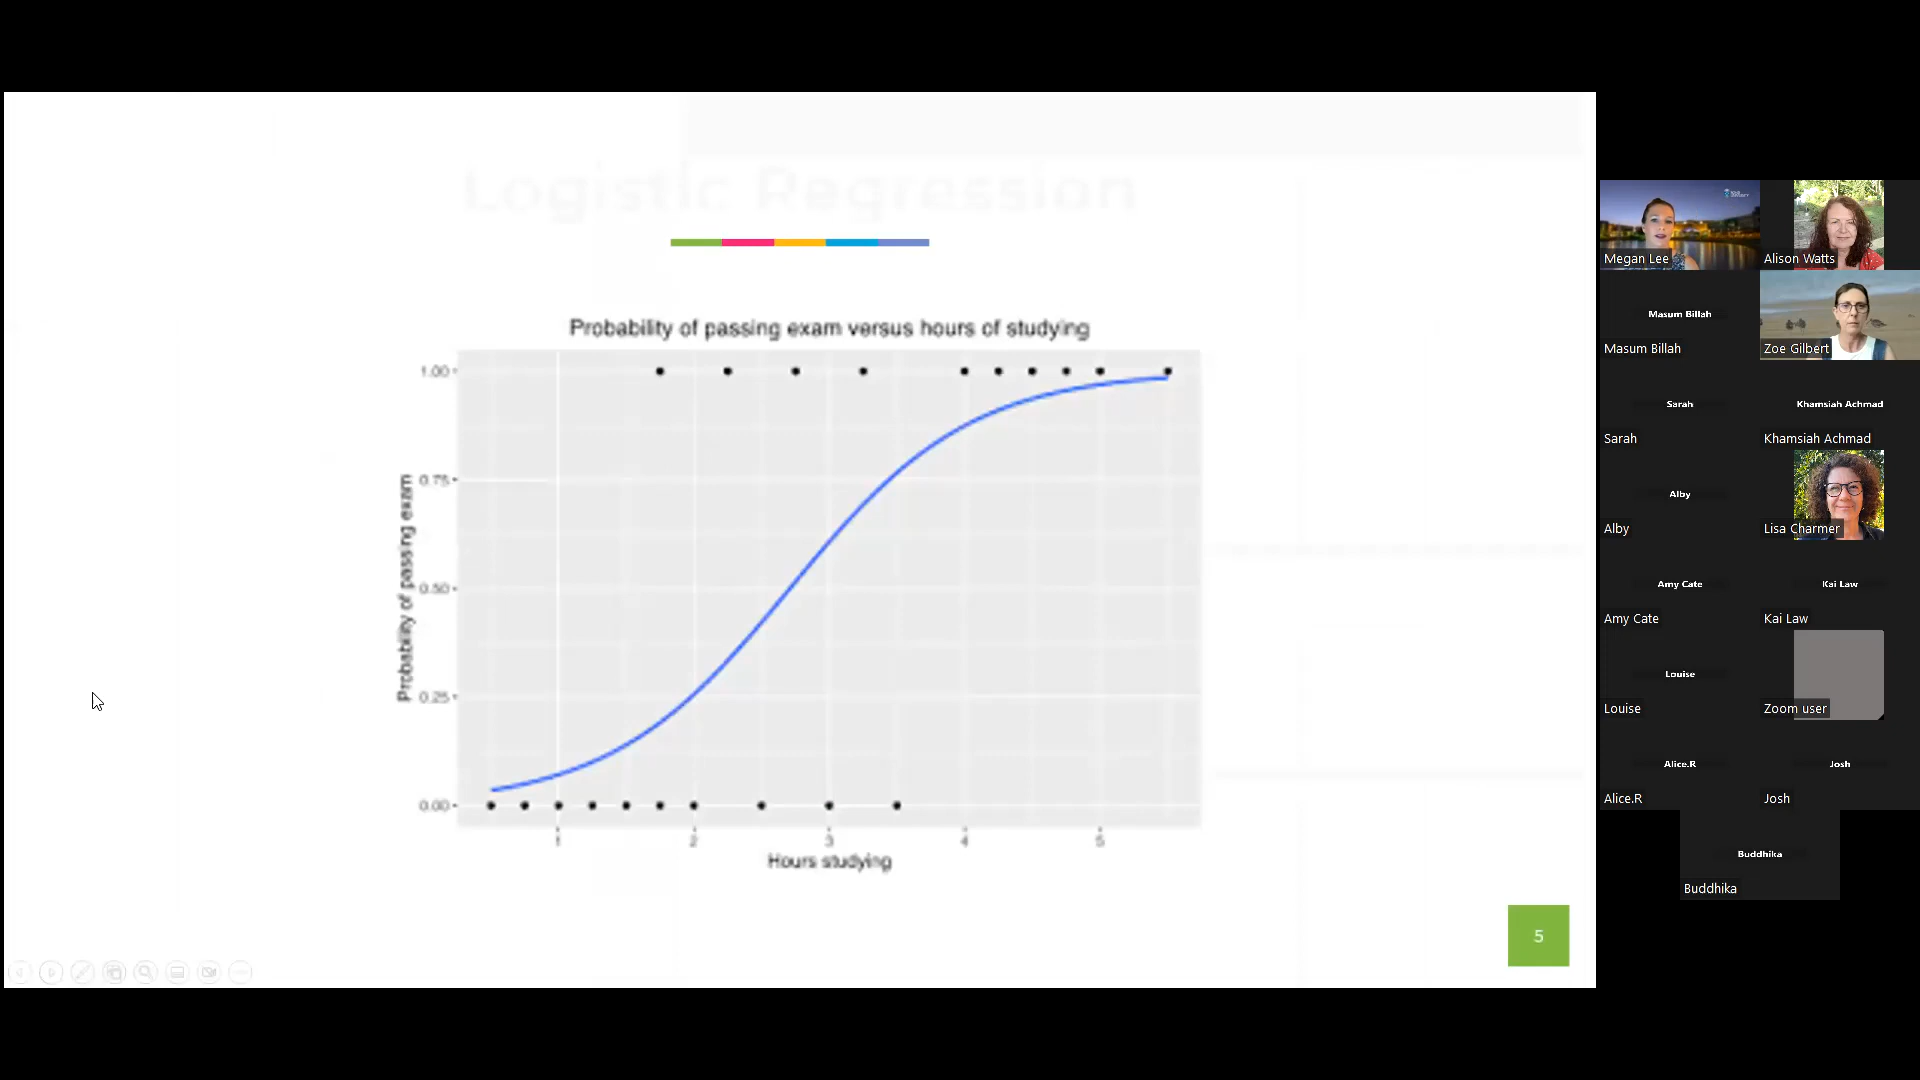 Logistic Regression
Probability of passing exam versus hours of studying
Probability of passing exam
1.00
0.75
0.50
0.25
0.00
1 2 3 4 5
Hours studying
5
Megan Lee
Alison Watts
Masum Billah
Masum Billah
Zoe Gilbert
Sarah
Khamsiah Achmad
Sarah
Khamsiah Achmad
Alby
Alby
Lisa Charmer
Amy Cate
Kai Law
Amy Cate
Kai Law
Louise
Louise
Zoom user
Alice.R
Josh
Alice.R
Josh
Buddhika
Buddhika